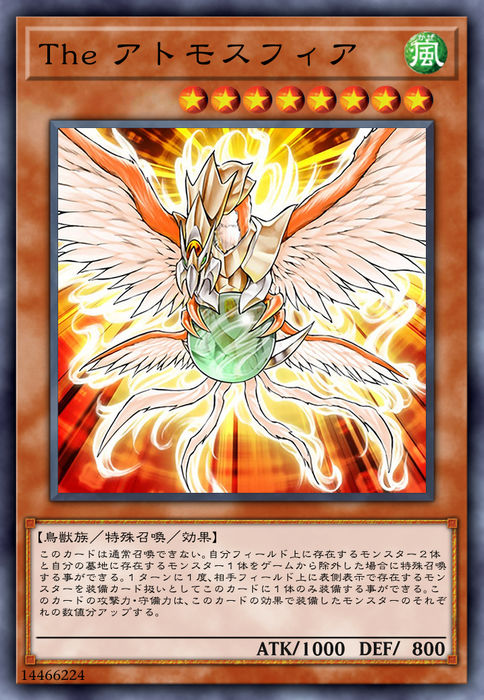 The アトモスフィア
かぜ
風
【鳥獣族／特殊召喚／効果】
このカードは通常召喚できない。自分フィールド上に存在するモンスター２体
と自分の墓地に存在するモンスター１体をゲームから除外した場合に特殊召喚
する事ができる。１ターンに１度、相手フィールド上に表側表示で存在するモン
スターを装備カード扱いとしてこのカードに１体のみ装備する事ができる。こ
のカードの攻撃力・守備力は、このカードの効果で装備したモンスターのそれぞ
れの数値分アップする。
ATK/1000 DEF/ 800
14466224